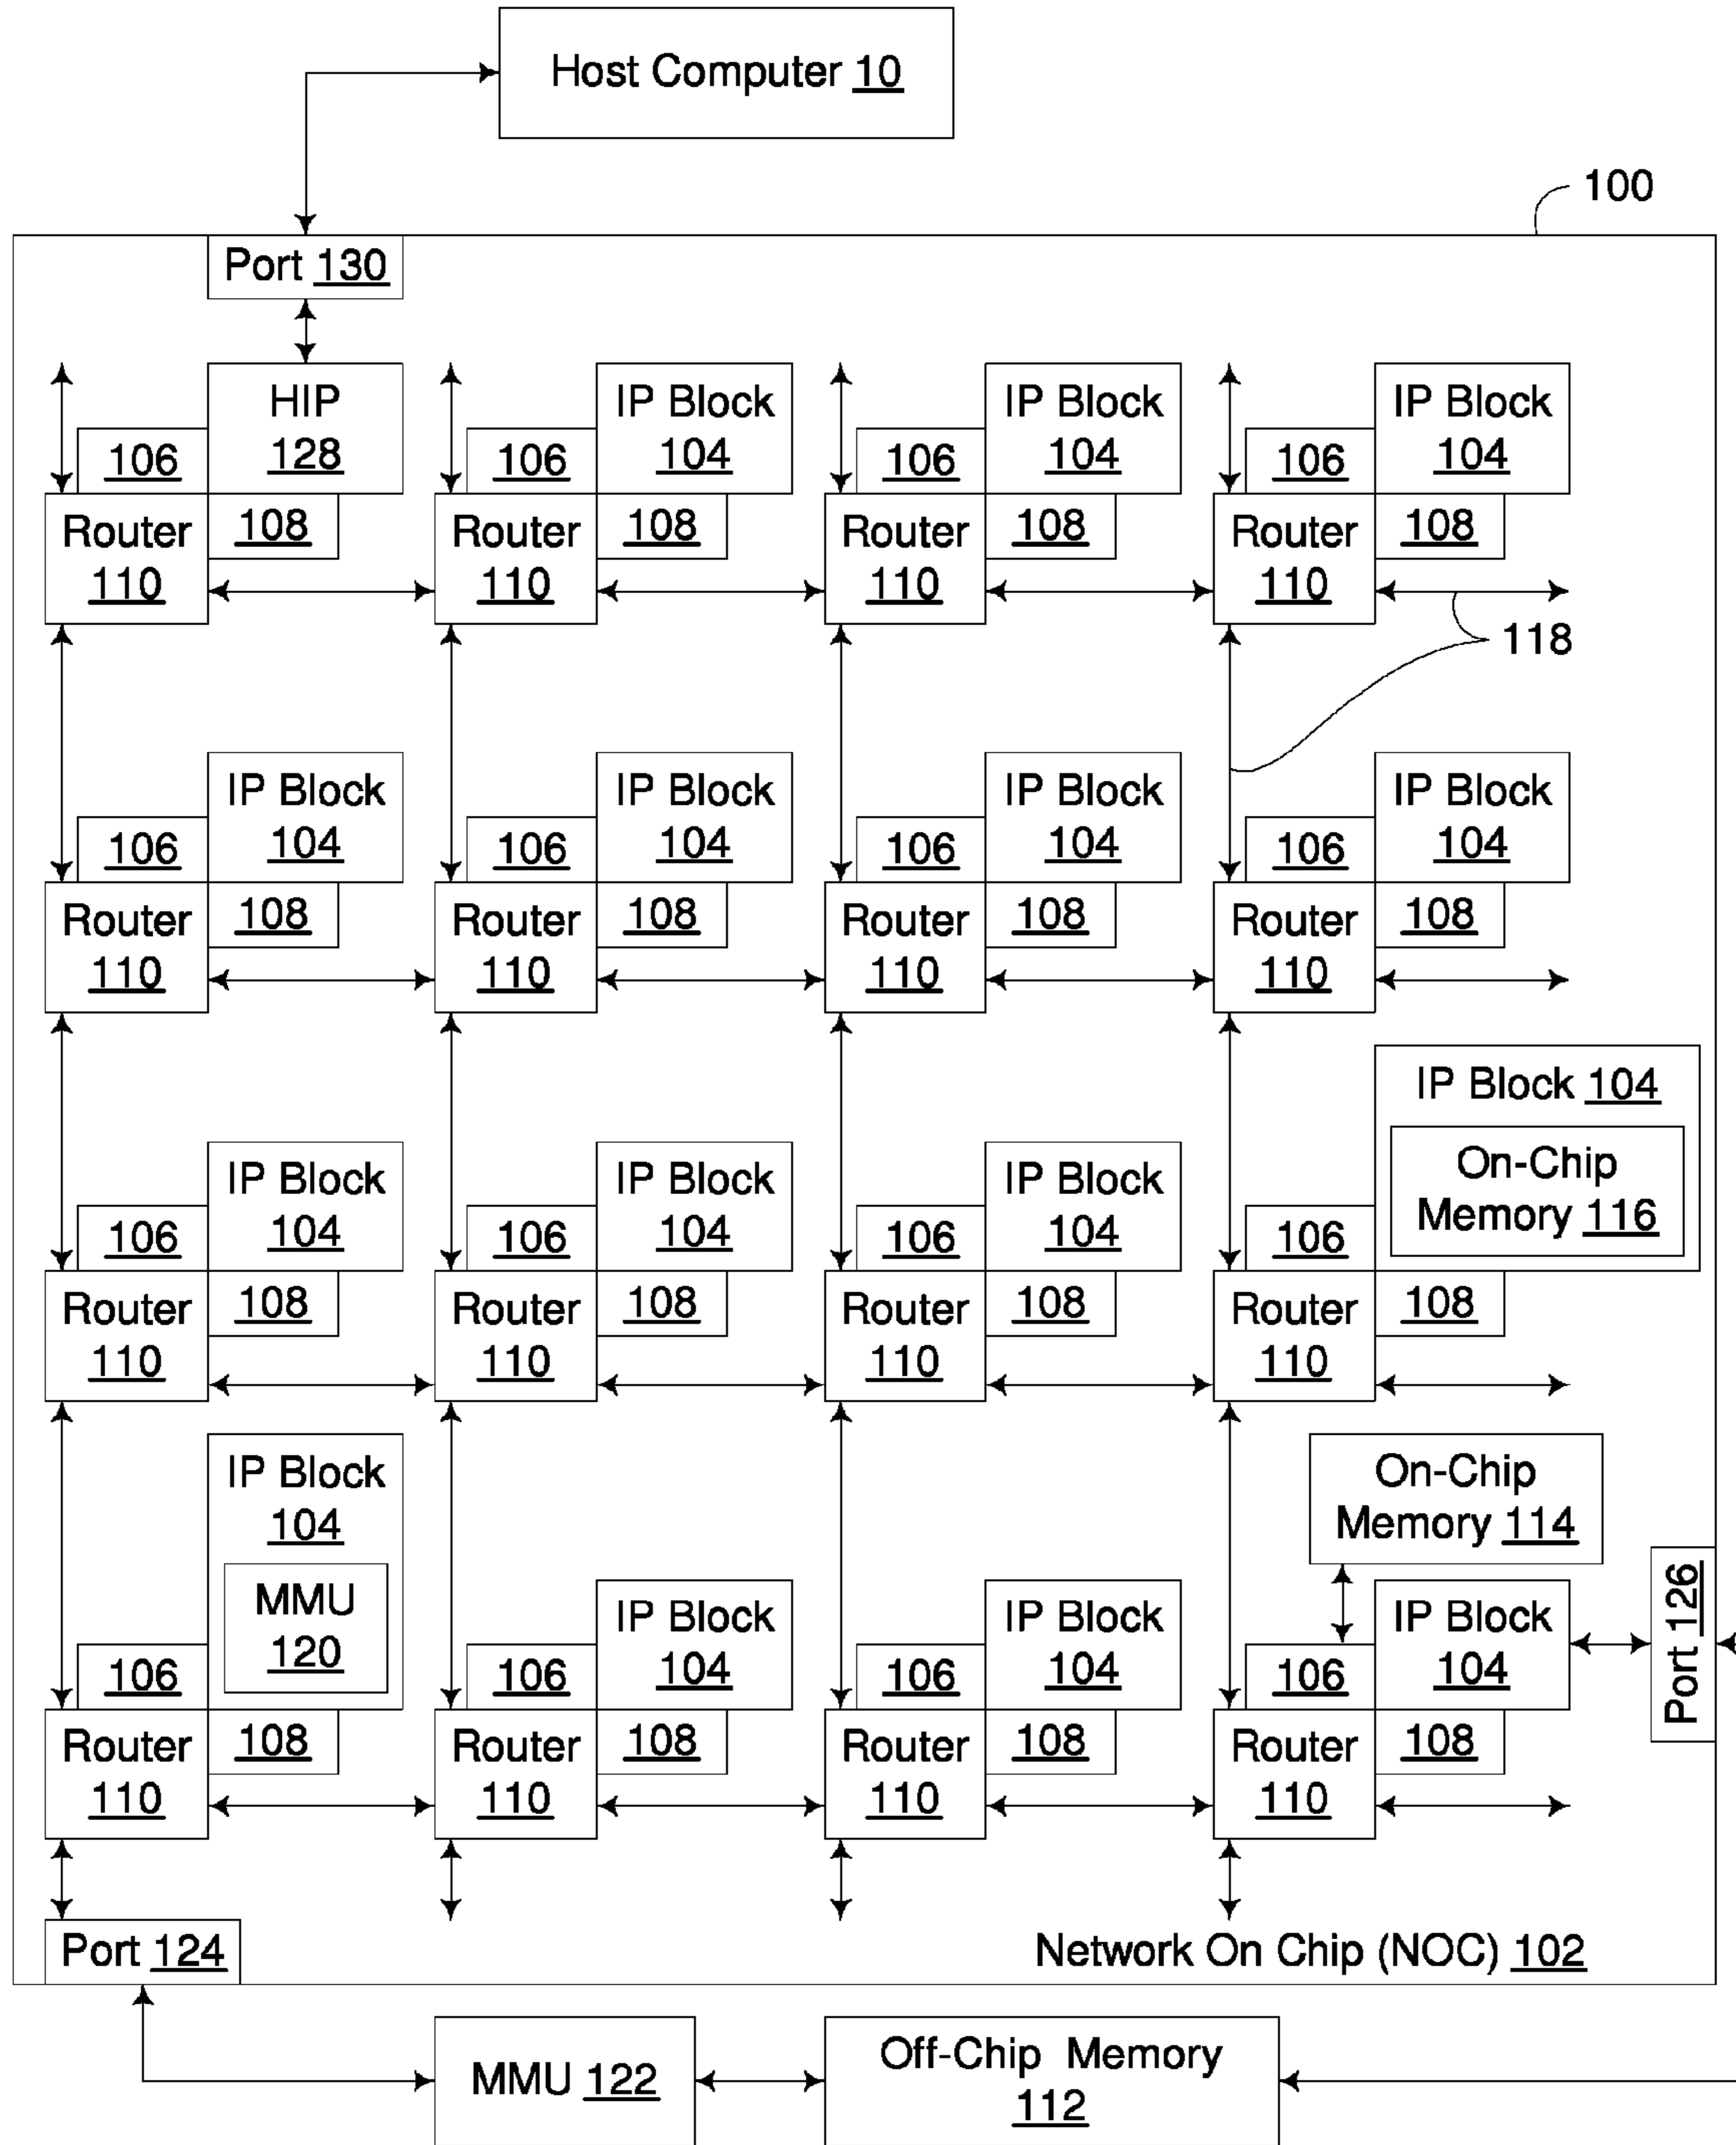 Host Computer 10
100
Port 130
HIP
128
IP Block
104
IP Block
104
IP Block
104
106
106
106
106
Router
110
108
Router
110
108
Router
110
108
Router
110
108
118
IP Block
104
IP Block
104
IP Block
104
IP Block
104
106
106
106
106
Router
110
108
Router
110
108
Router
110
108
Router
110
108
IP Block 104
On-Chip
Memory 116
IP Block
104
IP Block
104
IP Block
104
106
106
106
106
Router
110
108
Router
110
108
Router
110
108
Router
110
108
IP Block
104
MMU
120
On-Chip
Memory 114
IP Block
104
IP Block
104
IP Block
104
Port 126
106
106
106
106
Router
110
108
Router
110
108
Router
110
108
Router
110
108
Port 124
Network On Chip (NOC) 102
MMU 122
Off-Chip Memory
112